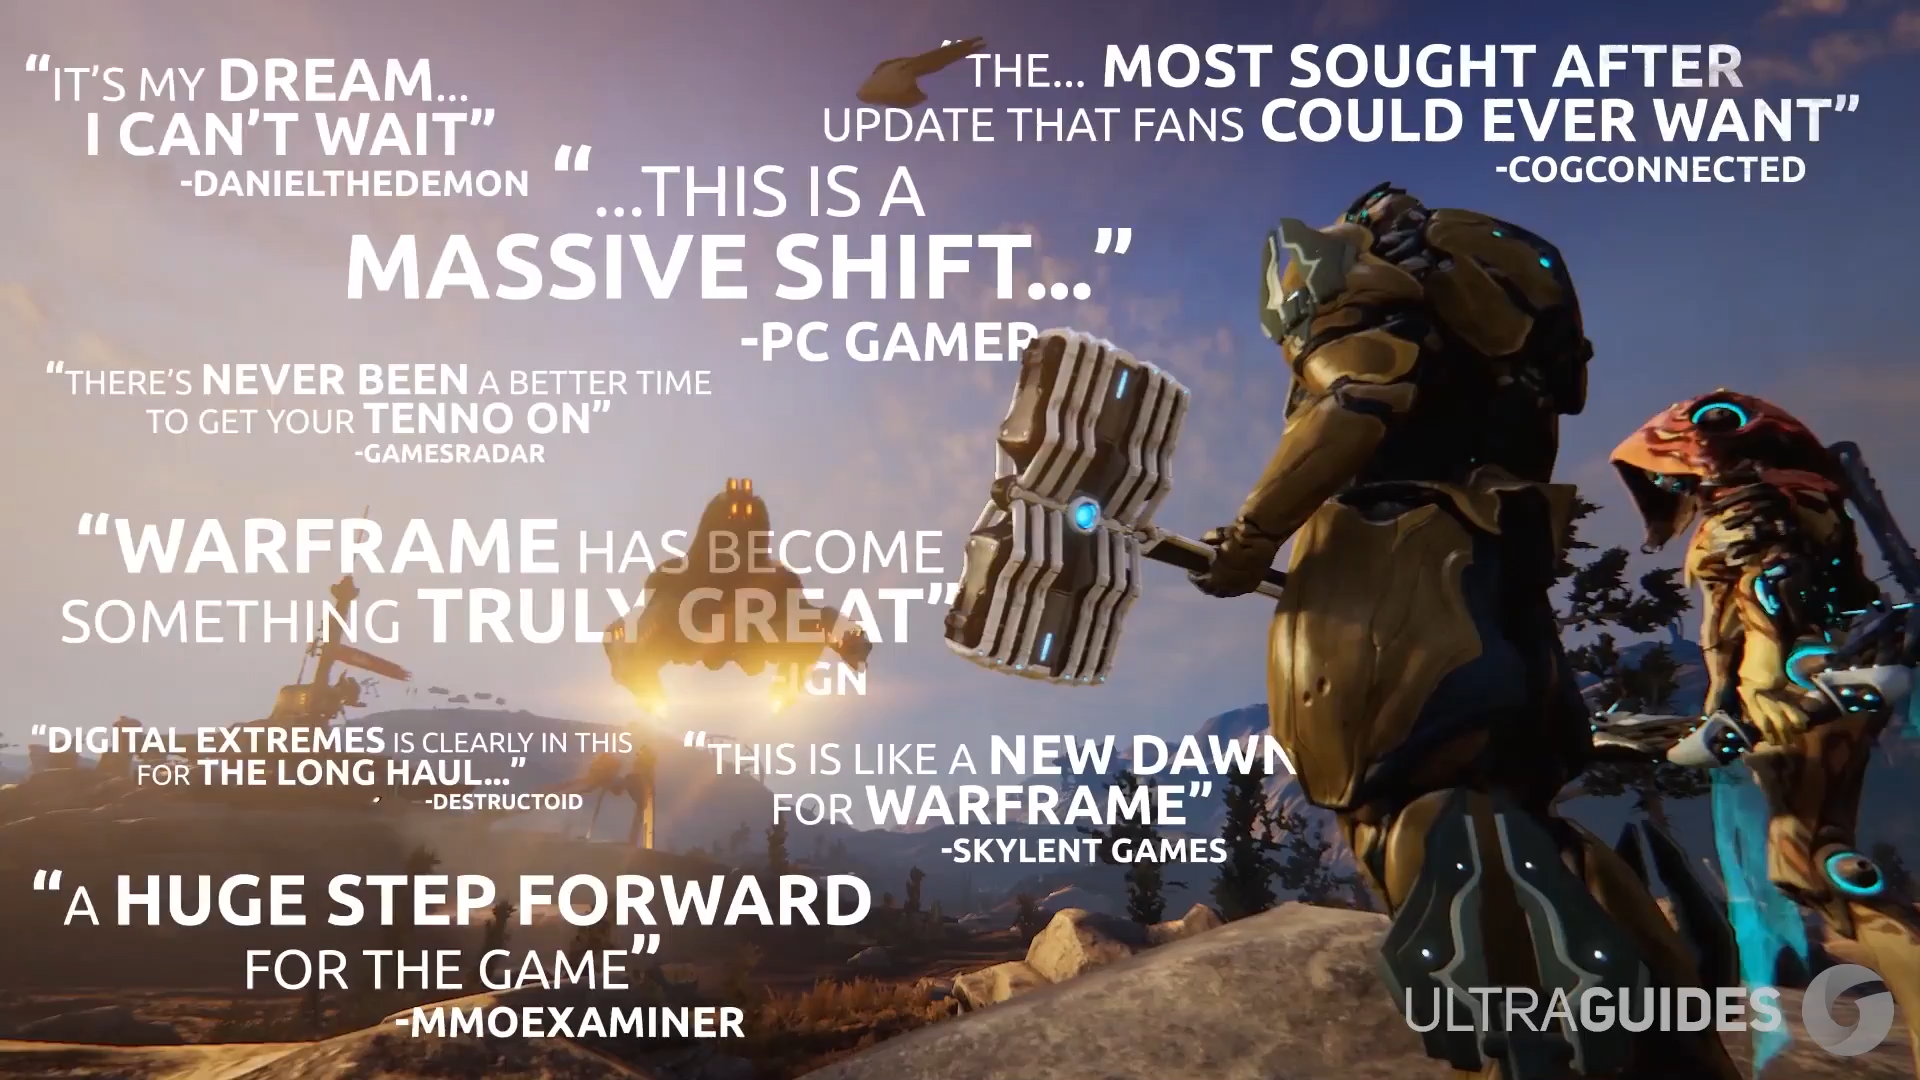 “IT’S MY DREAM...
I CAN’T WAIT”
-DANIELTHEDEMON
“THE... MOST SOUGHT AFTER
UPDATE THAT FANS COULD EVER WANT”
-COGCONNECTED
“...THIS IS A
MASSIVE SHIFT...”
-PC GAMER
“THERE’S NEVER BEEN A BETTER TIME
TO GET YOUR TENNO ON”
-GAMESRADAR
“WARFRAME HAS BECOME
SOMETHING TRULY GREAT”
-IGN
“DIGITAL EXTREMES IS CLEARLY IN THIS
FOR THE LONG HAUL...”
-DESTRUCTOID
“THIS IS LIKE A NEW DAWN
FOR WARFRAME”
-SKYLENT GAMES
“A HUGE STEP FORWARD
FOR THE GAME”
-MMOEXAMINER
ULTRAGUIDES